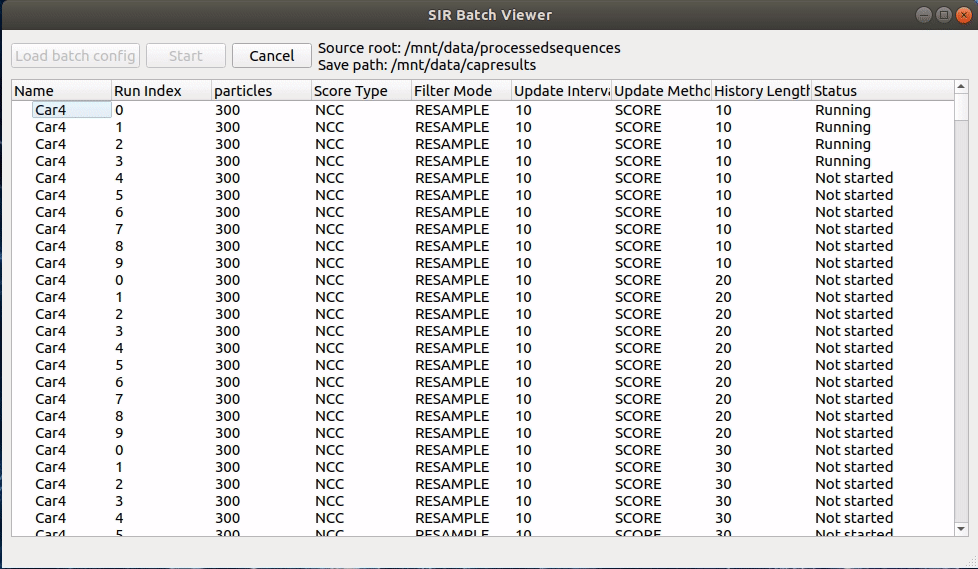 SIR Batch Viewer
Load batch config Start Cancel Source root: /mnt/data/processedsequences
Save path: /mnt/data/capresults
Name Run Index particles Score Type Filter Mode Update Interva Update Metho History Length Status
Car4 0 300 NCC RESAMPLE 10 SCORE 10 Running
Car4 1 300 NCC RESAMPLE 10 SCORE 10 Running
Car4 2 300 NCC RESAMPLE 10 SCORE 10 Running
Car4 3 300 NCC RESAMPLE 10 SCORE 10 Running
Car4 4 300 NCC RESAMPLE 10 SCORE 10 Not started
Car4 5 300 NCC RESAMPLE 10 SCORE 10 Not started
Car4 6 300 NCC RESAMPLE 10 SCORE 10 Not started
Car4 7 300 NCC RESAMPLE 10 SCORE 10 Not started
Car4 8 300 NCC RESAMPLE 10 SCORE 10 Not started
Car4 9 300 NCC RESAMPLE 10 SCORE 10 Not started
Car4 0 300 NCC RESAMPLE 10 SCORE 20 Not started
Car4 1 300 NCC RESAMPLE 10 SCORE 20 Not started
Car4 2 300 NCC RESAMPLE 10 SCORE 20 Not started
Car4 3 300 NCC RESAMPLE 10 SCORE 20 Not started
Car4 4 300 NCC RESAMPLE 10 SCORE 20 Not started
Car4 5 300 NCC RESAMPLE 10 SCORE 20 Not started
Car4 6 300 NCC RESAMPLE 10 SCORE 20 Not started
Car4 7 300 NCC RESAMPLE 10 SCORE 20 Not started
Car4 8 300 NCC RESAMPLE 10 SCORE 20 Not started
Car4 9 300 NCC RESAMPLE 10 SCORE 20 Not started
Car4 0 300 NCC RESAMPLE 10 SCORE 30 Not started
Car4 1 300 NCC RESAMPLE 10 SCORE 30 Not started
Car4 2 300 NCC RESAMPLE 10 SCORE 30 Not started
Car4 3 300 NCC RESAMPLE 10 SCORE 30 Not started
Car4 4 300 NCC RESAMPLE 10 SCORE 30 Not started
Car4 5 300 NCC RESAMPLE 10 SCORE 30 Not started